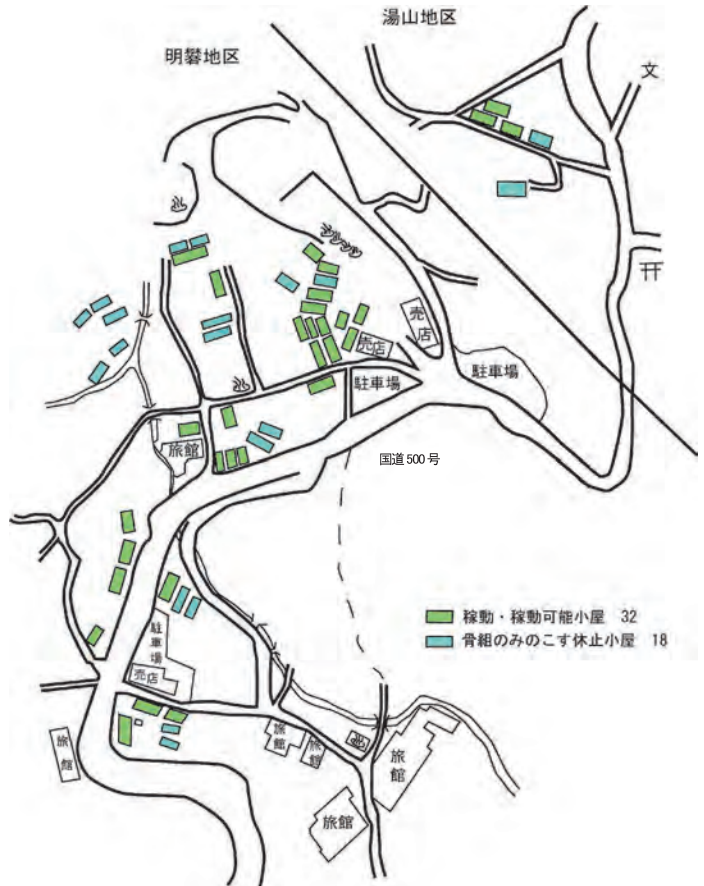 湯山地区
明礬地区
文
売店
売店
駐車場
駐車場
旅館
国道500号
稼動・稼動可能小屋 32
骨組のみのこす休止小屋 18
駐車場
売店
旅館
旅館
旅館
旅館
旅館